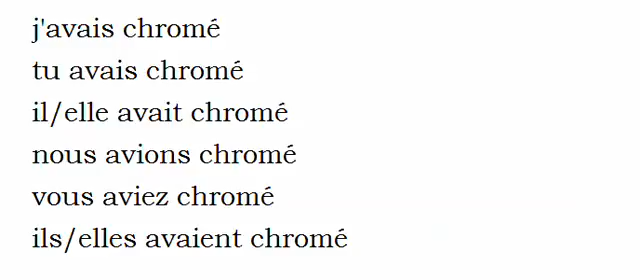 j'avais chromé
tu avais chromé
il/elle avait chromé
nous avions chromé
vous aviez chromé
ils/elles avaient chromé